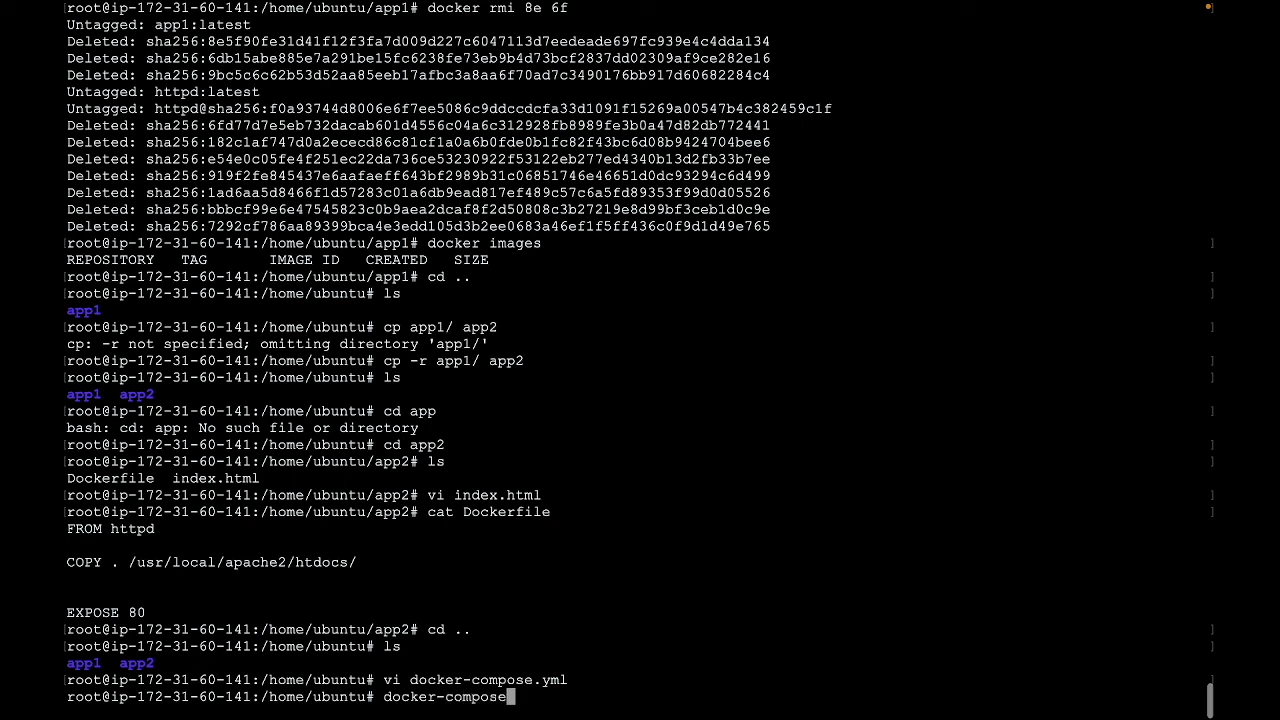 [root@ip-172-31-60-141:/home/ubuntu/app1# docker rmi 8e 6f ]
Untagged: app1:latest
Deleted: sha256:8e5f90fe31d41f12f3fa7d009d227c6047113d7eedeade697fc939e4c4dda134
Deleted: sha256:6db15abe885e7a291be15fc6238fe73eb9b4d73bcf2837dd02309af9ce282e16
Deleted: sha256:9bc5c6c62b53d52aa85eeb17afbc3a8aa6f70ad7c3490176bb917d60682284c4
Untagged: httpd:latest
Untagged: httpd@sha256:f0a93744d8006e6f7ee5086c9ddccdcfa33d1091f15269a00547b4c382459c1f
Deleted: sha256:6fd77d7e5eb732dacab601d4556c04a6c312928fb8989fe3b0a47d82db772441
Deleted: sha256:182c1af747d0a2ececd86c81cf1a0a6b0fde0b1fc82f43bc6d08b9424704bee6
Deleted: sha256:e54e0c05fe4f251ec22da736ce53230922f53122eb277ed4340b13d2fb33b7ee
Deleted: sha256:919f2fe845437e6aafaeff643bf2989b31c06851746e46651d0dc93294c6d499
Deleted: sha256:1ad6aa5d8466f1d57283c01a6db9ead817ef489c57c6a5fd89353f99d0d05526
Deleted: sha256:bbbcf99e6e47545823c0b9aea2dcaf8f2d50808c3b27219e8d99bf3ceb1d0c9e
Deleted: sha256:7292cf786aa89399bca4e3edd105d3b2ee0683a46ef1f5ff436c0f9d1d49e765
[root@ip-172-31-60-141:/home/ubuntu/app1# docker images ]
REPOSITORY   TAG       IMAGE ID   CREATED   SIZE
[root@ip-172-31-60-141:/home/ubuntu/app1# cd .. ]
[root@ip-172-31-60-141:/home/ubuntu# ls ]
app1
[root@ip-172-31-60-141:/home/ubuntu# cp app1/ app2 ]
cp: -r not specified; omitting directory 'app1/'
[root@ip-172-31-60-141:/home/ubuntu# cp -r app1/ app2 ]
[root@ip-172-31-60-141:/home/ubuntu# ls ]
app1  app2
[root@ip-172-31-60-141:/home/ubuntu# cd app ]
bash: cd: app: No such file or directory
[root@ip-172-31-60-141:/home/ubuntu# cd app2 ]
[root@ip-172-31-60-141:/home/ubuntu/app2# ls ]
Dockerfile  index.html
[root@ip-172-31-60-141:/home/ubuntu/app2# vi index.html ]
[root@ip-172-31-60-141:/home/ubuntu/app2# cat Dockerfile ]
FROM httpd
COPY . /usr/local/apache2/htdocs/
EXPOSE 80
[root@ip-172-31-60-141:/home/ubuntu/app2# cd .. ]
[root@ip-172-31-60-141:/home/ubuntu# ls ]
app1  app2
[root@ip-172-31-60-141:/home/ubuntu# vi docker-compose.yml ]
root@ip-172-31-60-141:/home/ubuntu# docker-compose